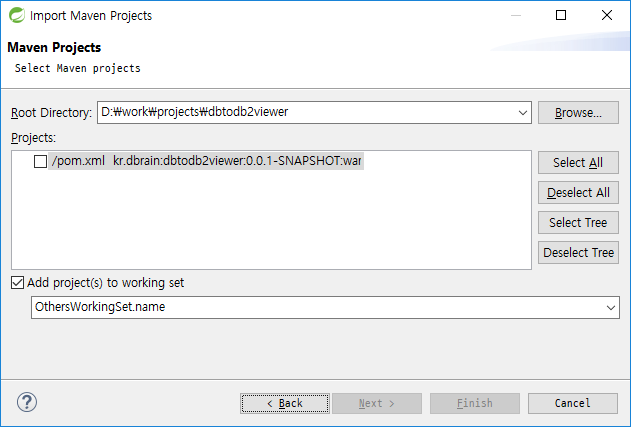 Import Maven Projects
Maven Projects
Select Maven projects
Root Directory: D:₩work₩projects₩dbtodb2viewer Browse...
Projects:
/pom.xml kr.dbrain:dbtodb2viewer:0.0.1-SNAPSHOT:war
Select All
Deselect All
Select Tree
Deselect Tree
Add project(s) to working set
OthersWorkingSet.name
? < Back Next > Finish Cancel